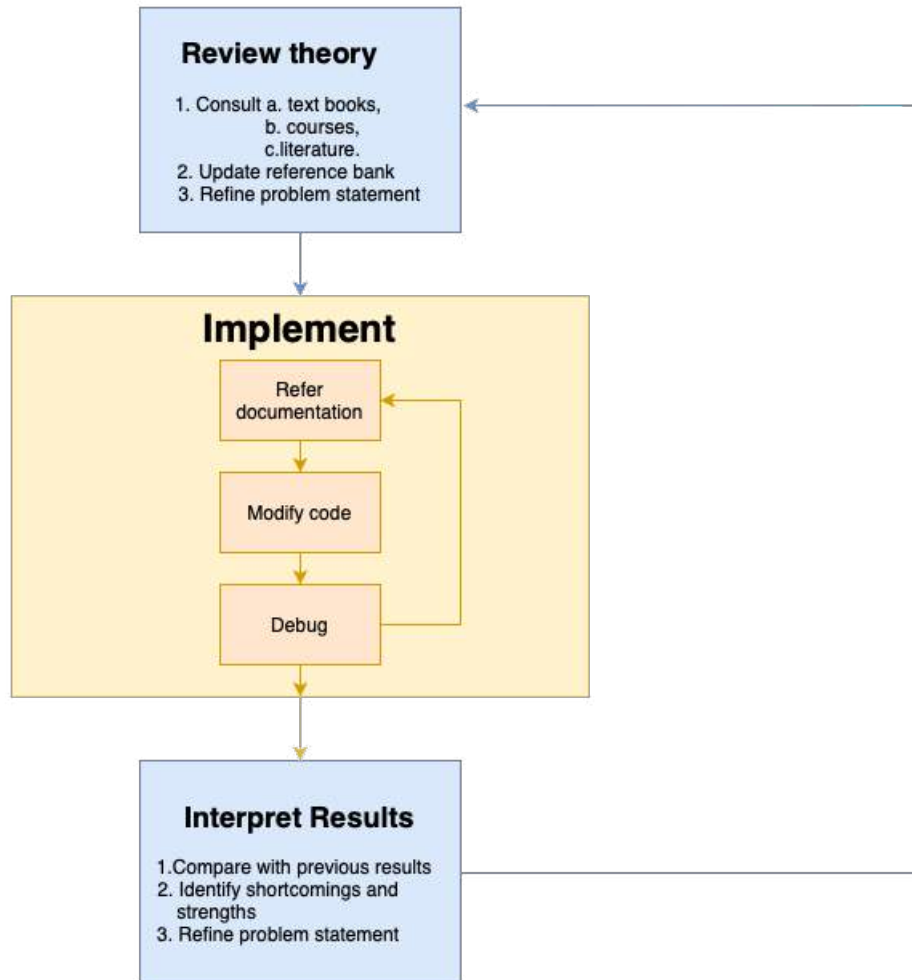 Review theory
1. Consult a. text books,
b. courses,
c.literature.
2. Update reference bank
3. Refine problem statement
Implement
Refer
documentation
Modify code
Debug
Interpret Results
1.Compare with previous results
2. Identify shortcomings and
strengths
3. Refine problem statement